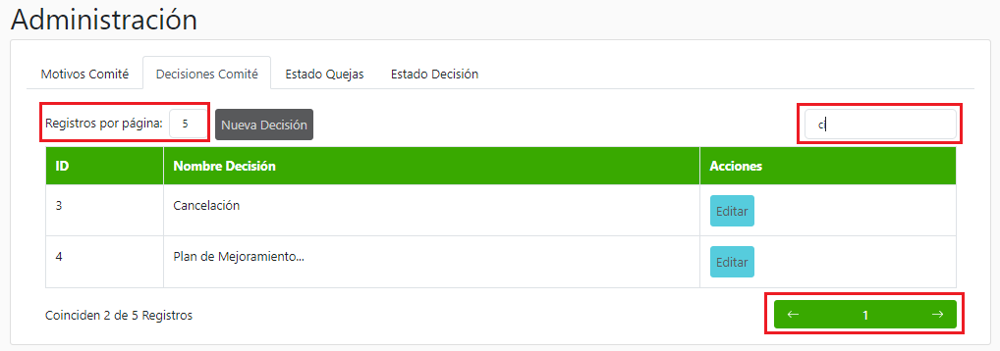 Administración
Motivos Comité Decisiones Comité Estado Quejas Estado Decisión
Registros por página: 5 Nueva Decisión ci
ID Nombre Decisión Acciones
3 Cancelación Editar
4 Plan de Mejoramiento... Editar
Coinciden 2 de 5 Registros ← 1 →